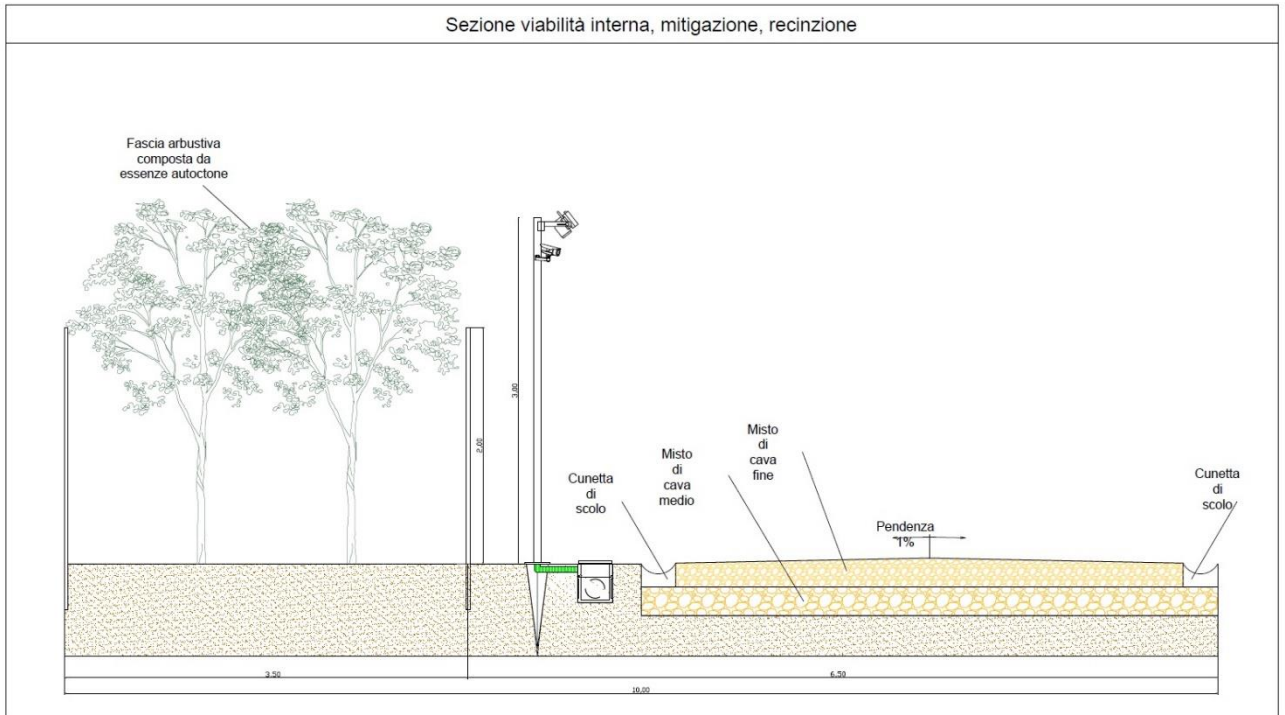 Sezione viabilità interna, mitigazione, recinzione
Fascia arbustiva
composta da
essenze autoctone
3,00
2,00
Cunetta
di
scolo
Misto
di
cava
medio
Misto
di
cava
fine
Pendenza
1%
Cunetta
di
scolo
3.50
6.50
10,00